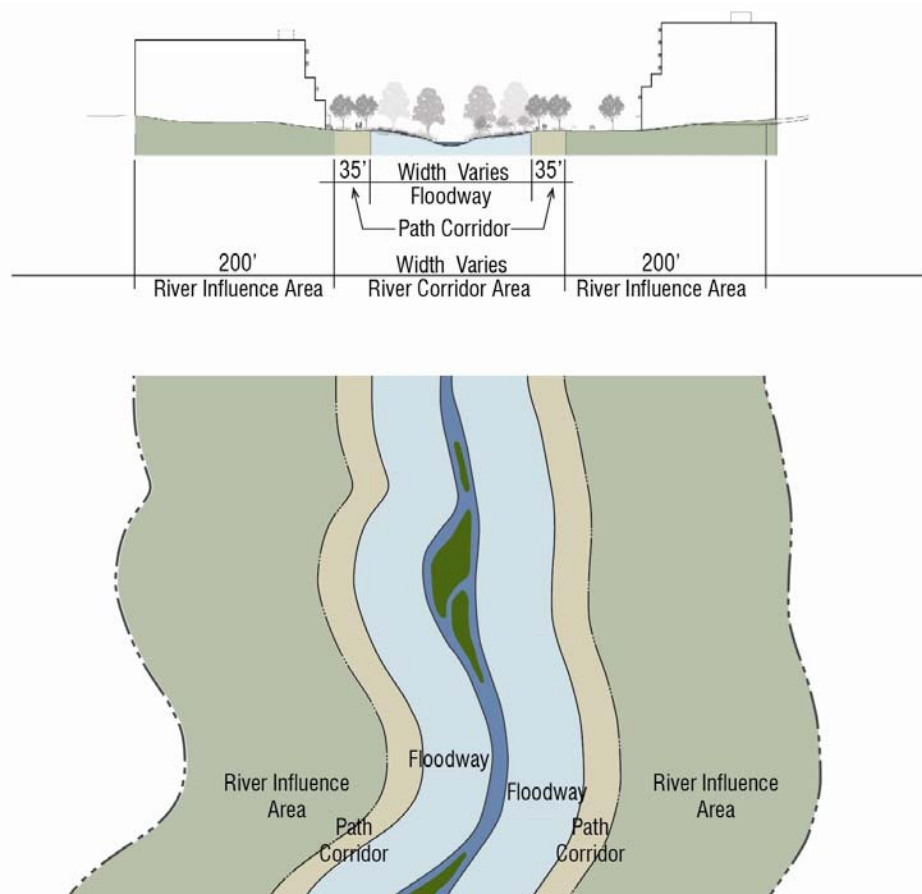 35’ Width Varies 35’
Floodway
Path Corridor
200’ Width Varies 200’
River Influence Area River Corridor Area River Influence Area
Floodway
River Influence
Area
Floodway
River Influence
Area
Path
Corridor
Path
Corridor